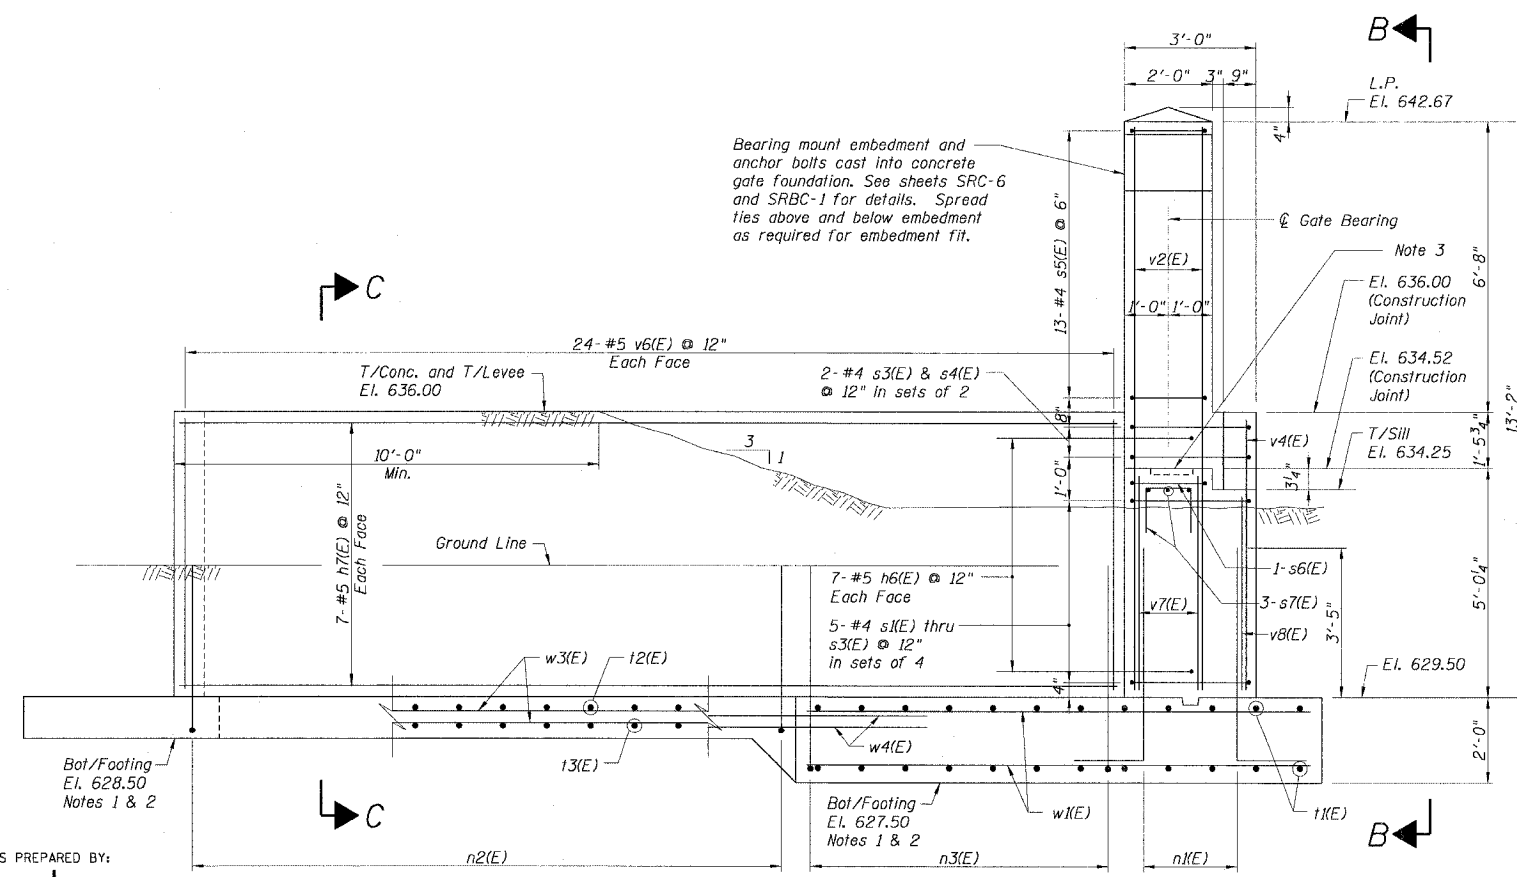 B
3'-0"
2'-0"
3"
9"
L.P.
El. 642.67
4"
Bearing mount embedment and
anchor bolts cast into concrete
gate foundation. See sheets SRC-6
and SRBC-1 for details. Spread
ties above and below embedment
as required for embedment fit.
13-#4 s5(E) @ 6"
℄ Gate Bearing
Note 3
v2(E)
6'-8"
El. 636.00
(Construction
Joint)
1'-0"
1'-0"
C
24-#5 v6(E) @ 12"
Each Face
T/Conc. and T/Levee
El. 636.00
2-#4 s3(E) & s4(E)
@ 12" in sets of 2
El. 634.52
(Construction
Joint)
13'-2"
8"
v4(E)
1'-5 3/4"
T/Sill
El. 634.25
3
1
10'-0"
Min.
1'-0"
3 1/4"
7-#5 h7(E) @ 12"
Each Face
Ground Line
7-#5 h6(E) @ 12"
Each Face
5-#4 s1(E) thru
s3(E) @ 12"
in sets of 4
1-s6(E)
3-s7(E)
v7(E)
v8(E)
3'-5"
5'-0 1/4"
w3(E)
t2(E)
El. 629.50
4"
w4(E)
2'-0"
t3(E)
Bot/Footing
El. 628.50
Notes 1 & 2
C
Bot/Footing
El. 627.50
Notes 1 & 2
w1(E)
t1(E)
B
S PREPARED BY:
n2(E)
n3(E)
n1(E)